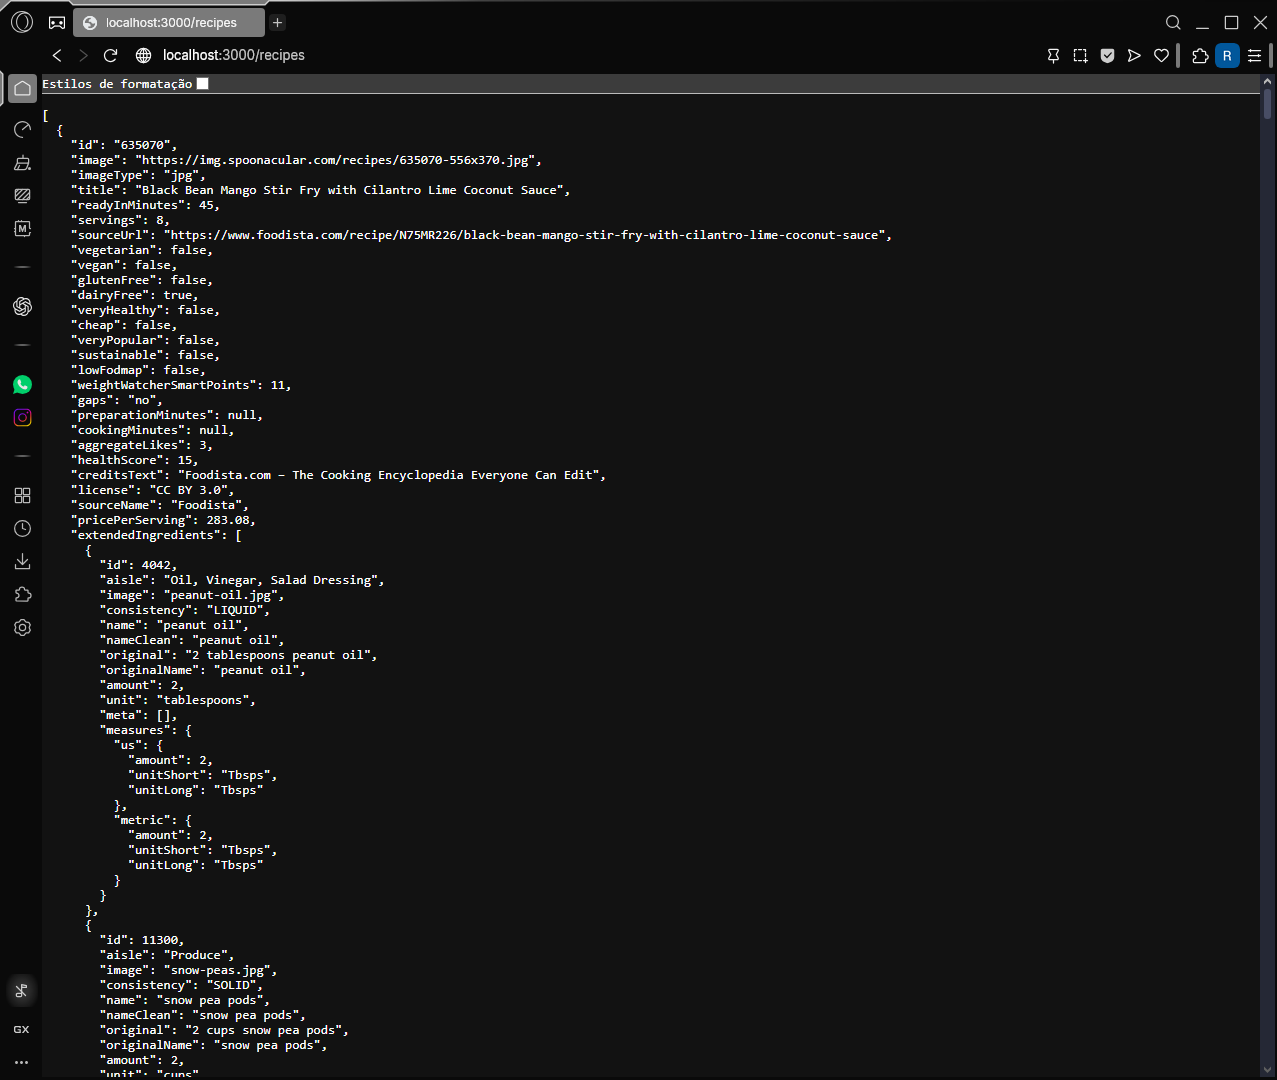 localhost:3000/recipes
localhost:3000/recipes
R
Estilos de formatação
[
{
"id": "635070",
"image": "https://img.spoonacular.com/recipes/635070-556x370.jpg",
"imageType": "jpg",
"title": "Black Bean Mango Stir Fry with Cilantro Lime Coconut Sauce",
"readyInMinutes": 45,
"servings": 8,
"sourceUrl": "https://www.foodista.com/recipe/N75MR226/black-bean-mango-stir-fry-with-cilantro-lime-coconut-sauce",
"vegetarian": false,
"vegan": false,
"glutenFree": false,
"dairyFree": true,
"veryHealthy": false,
"cheap": false,
"veryPopular": false,
"sustainable": false,
"lowFodmap": false,
"weightWatcherSmartPoints": 11,
"gaps": "no",
"preparationMinutes": null,
"cookingMinutes": null,
"aggregateLikes": 3,
"healthScore": 15,
"creditsText": "Foodista.com – The Cooking Encyclopedia Everyone Can Edit",
"license": "CC BY 3.0",
"sourceName": "Foodista",
"pricePerServing": 283.08,
"extendedIngredients": [
{
"id": 4042,
"aisle": "Oil, Vinegar, Salad Dressing",
"image": "peanut-oil.jpg",
"consistency": "LIQUID",
"name": "peanut oil",
"nameClean": "peanut oil",
"original": "2 tablespoons peanut oil",
"originalName": "peanut oil",
"amount": 2,
"unit": "tablespoons",
"meta": [],
"measures": {
"us": {
"amount": 2,
"unitShort": "Tbsps",
"unitLong": "Tbsps"
},
"metric": {
"amount": 2,
"unitShort": "Tbsps",
"unitLong": "Tbsps"
}
}
},
{
"id": 11300,
"aisle": "Produce",
"image": "snow-peas.jpg",
"consistency": "SOLID",
"name": "snow pea pods",
"nameClean": "snow pea pods",
"original": "2 cups snow pea pods",
"originalName": "snow pea pods",
"amount": 2,
"unit": "cups"
M
GX